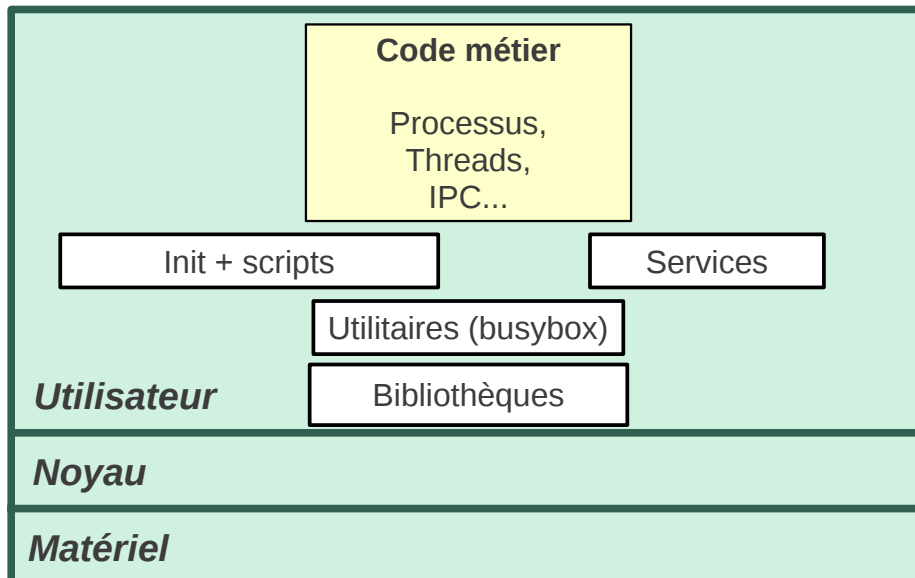 Code métier
Processus,
Threads,
IPC...
Init + scripts
Services
Utilitaires (busybox)
Utilisateur
Bibliothèques
Noyau
Matériel